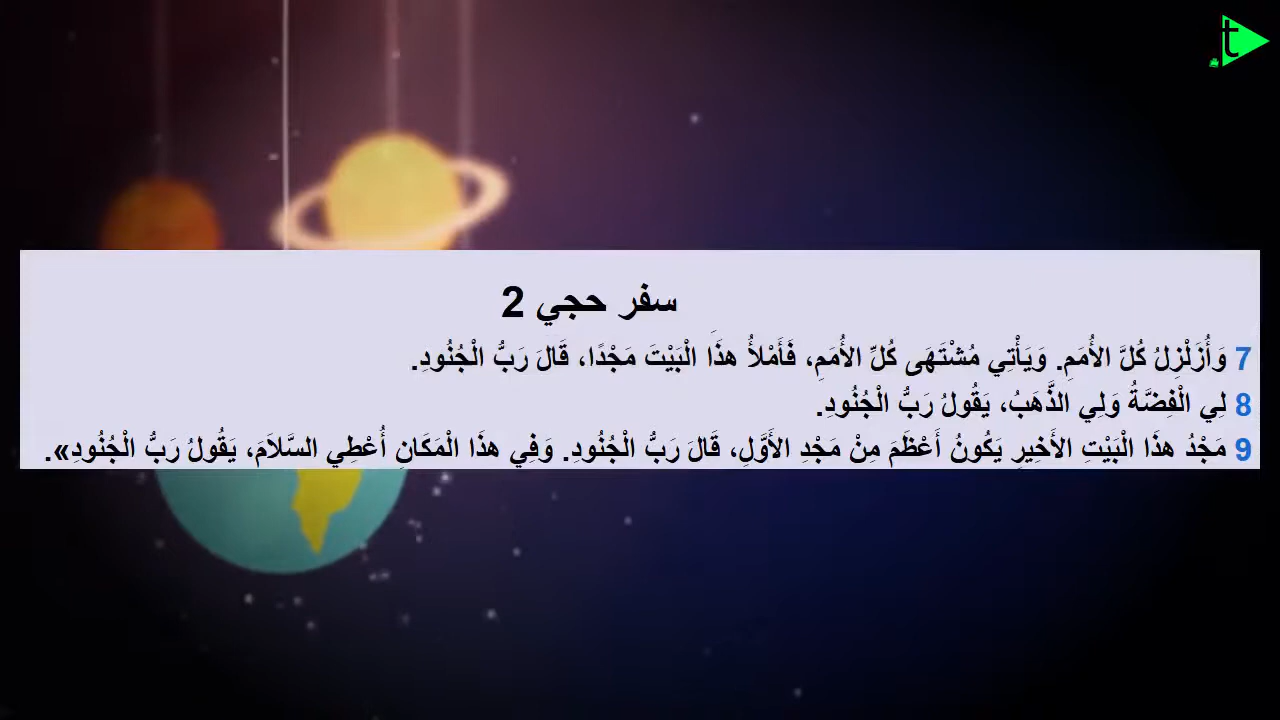 .t
سفر حجي 2
7 وَأُزَلْزِلُ كُلَّ الأُمَمِ. وَيَأْتِي مُشْتَهَى كُلِّ الأُمَمِ، فَأَمْلأُ هذَا الْبَيْتَ مَجْدًا، قَالَ رَبُّ الْجُنُودِ.
8 لِي الْفِضَّةُ وَلِي الذَّهَبُ، يَقُولُ رَبُّ الْجُنُودِ.
9 مَجْدُ هذَا الْبَيْتِ الأَخِيرِ يَكُونُ أَعْظَمَ مِنْ مَجْدِ الأَوَّلِ، قَالَ رَبُّ الْجُنُودِ. وَفِي هذَا الْمَكَانِ أُعْطِي السَّلاَمَ، يَقُولُ رَبُّ الْجُنُودِ».